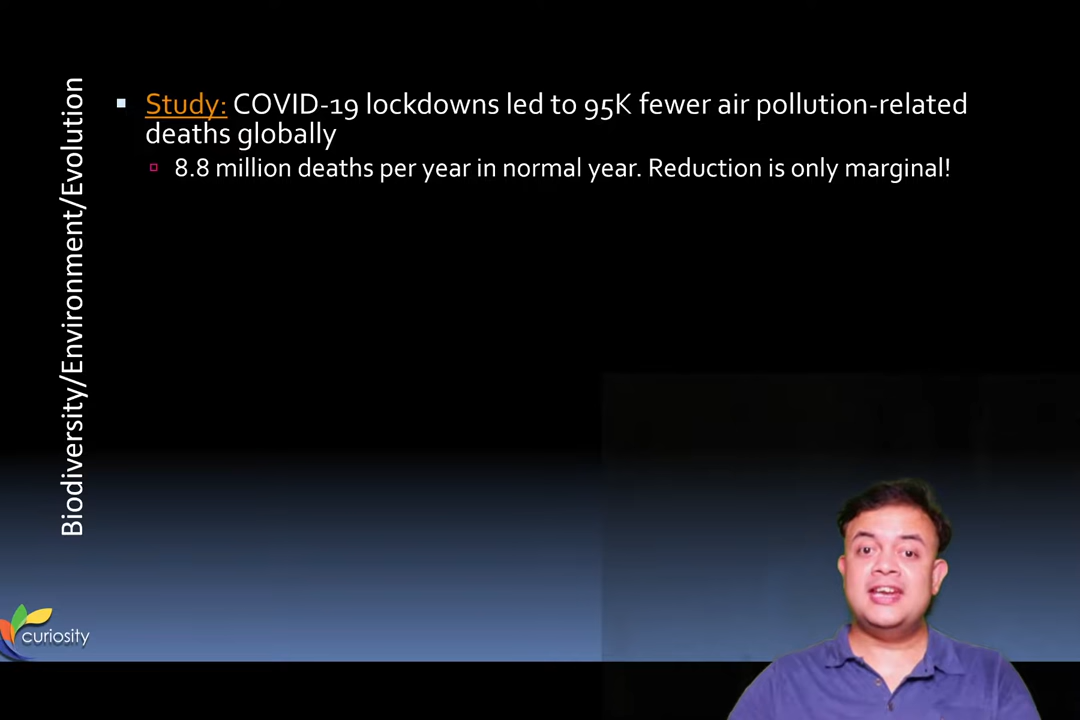 Biodiversity/Environment/Evolution
Study: COVID-19 lockdowns led to 95K fewer air pollution-related
deaths globally
8.8 million deaths per year in normal year. Reduction is only marginal!
curiosity